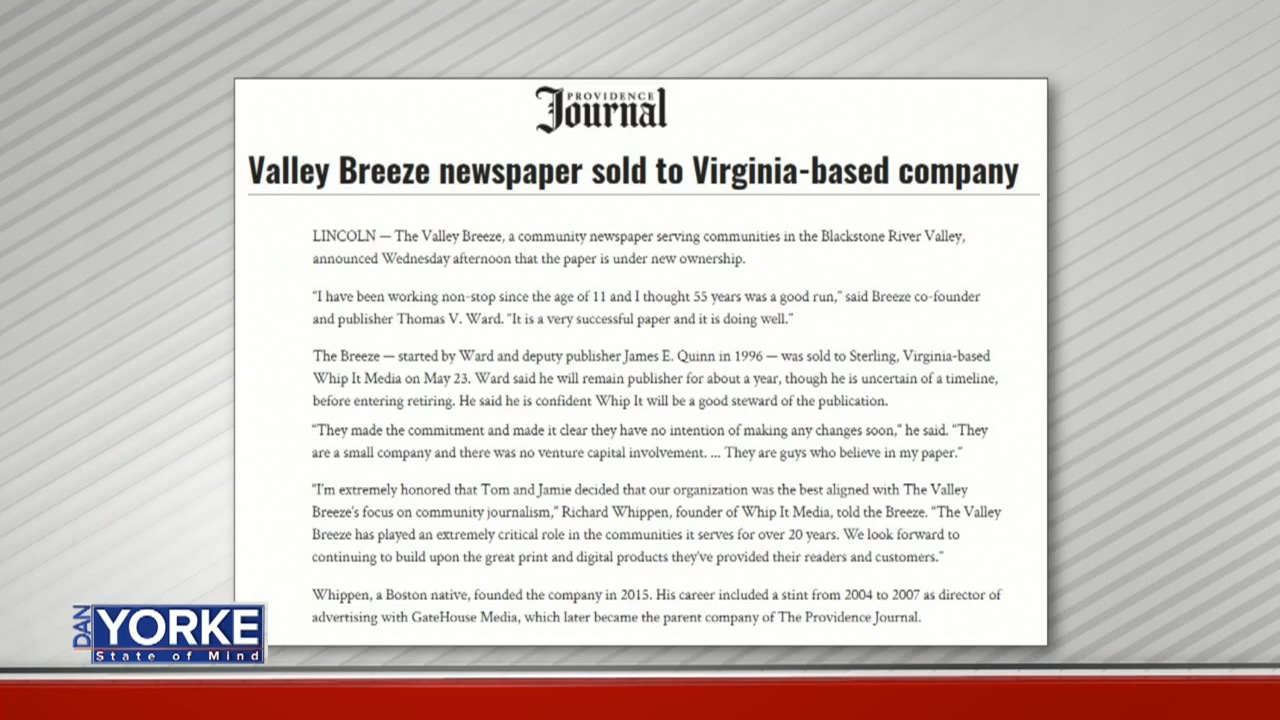 PROVIDENCE
Journal
Valley Breeze newspaper sold to Virginia-based company
LINCOLN — The Valley Breeze, a community newspaper serving communities in the Blackstone River Valley,
announced Wednesday afternoon that the paper is under new ownership.
“I have been working non-stop since the age of 11 and I thought 55 years was a good run,” said Breeze co-founder
and publisher Thomas V. Ward. “It is a very successful paper and it is doing well.”
The Breeze — started by Ward and deputy publisher James E. Quinn in 1996 — was sold to Sterling, Virginia-based
Whip It Media on May 23. Ward said he will remain publisher for about a year, though he is uncertain of a timeline,
before entering retiring. He said he is confident Whip It will be a good steward of the publication.
“They made the commitment and made it clear they have no intention of making any changes soon,” he said. “They
are a small company and there was no venture capital involvement. ... They are guys who believe in my paper.”
“I’m extremely honored that Tom and Jamie decided that our organization was the best aligned with The Valley
Breeze’s focus on community journalism,” Richard Whippen, founder of Whip It Media, told the Breeze. “The Valley
Breeze has played an extremely critical role in the communities it serves for over 20 years. We look forward to
continuing to build upon the great print and digital products they’ve provided their readers and customers.”
Whippen, a Boston native, founded the company in 2015. His career included a stint from 2004 to 2007 as director of
advertising with GateHouse Media, which later became the parent company of The Providence Journal.
DAN
YORKE
State of Mind